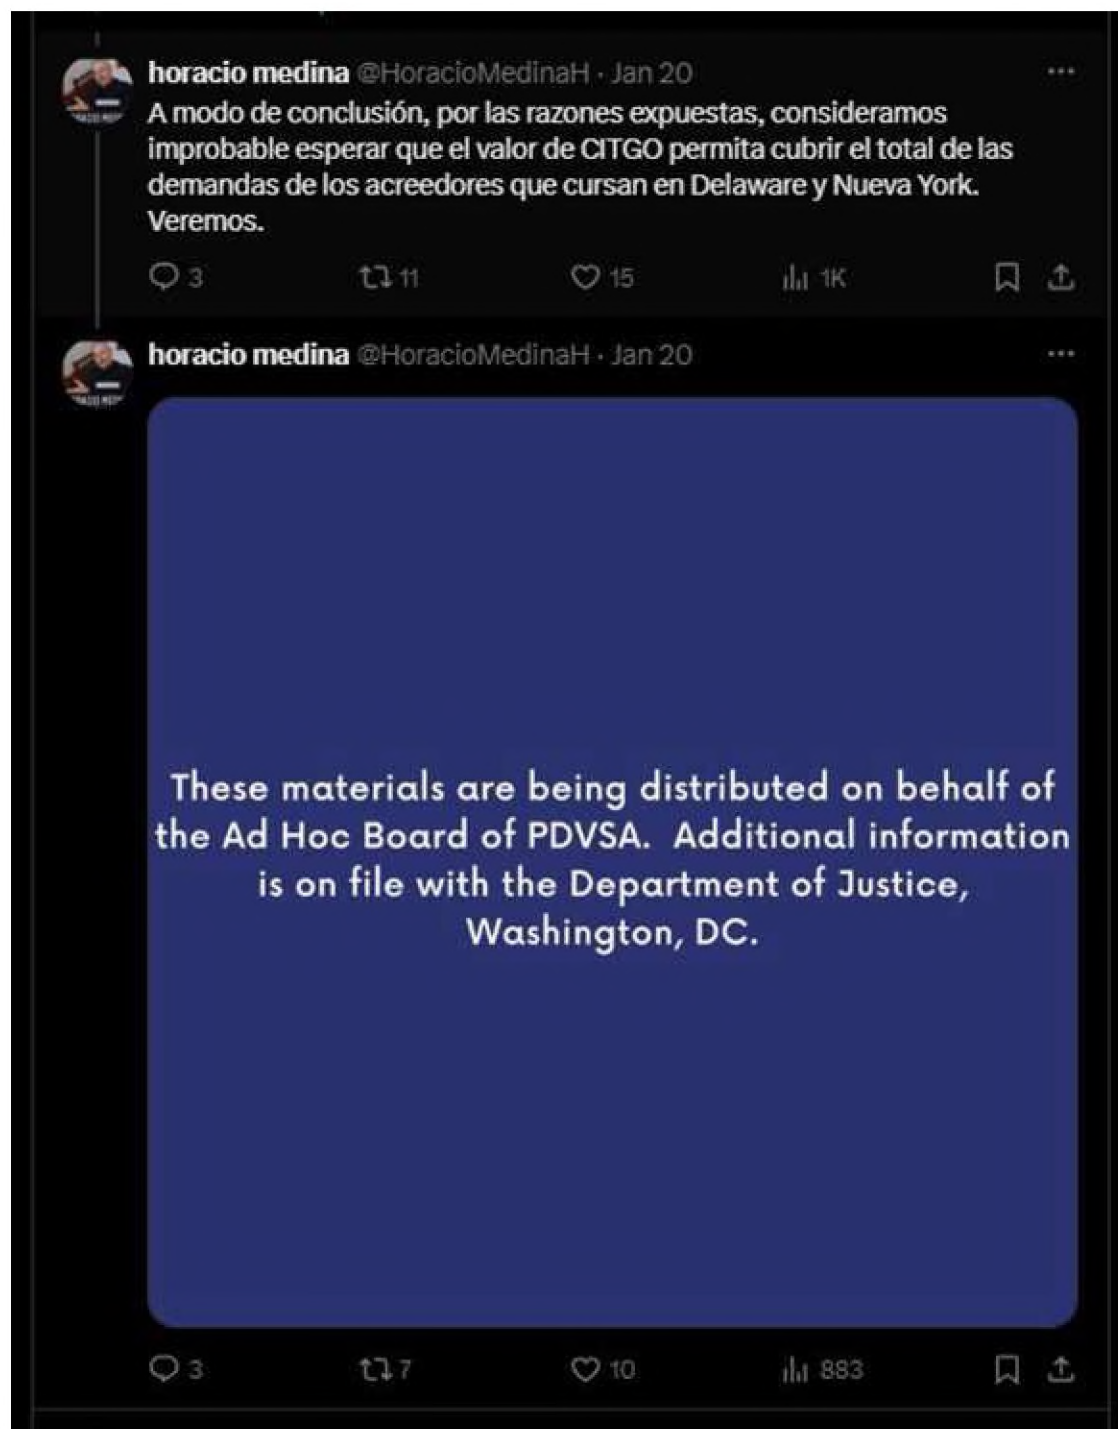 horacio medina @HoracioMedinaH · Jan 20
A modo de conclusión, por las razones expuestas, consideramos
improbable esperar que el valor de CITGO permita cubrir el total de las
demandas de los acreedores que cursan en Delaware y Nueva York.
Veremos.
3 11 15 1K
horacio medina @HoracioMedinaH · Jan 20
These materials are being distributed on behalf of
the Ad Hoc Board of PDVSA. Additional information
is on file with the Department of Justice,
Washington, DC.
3 7 10 883